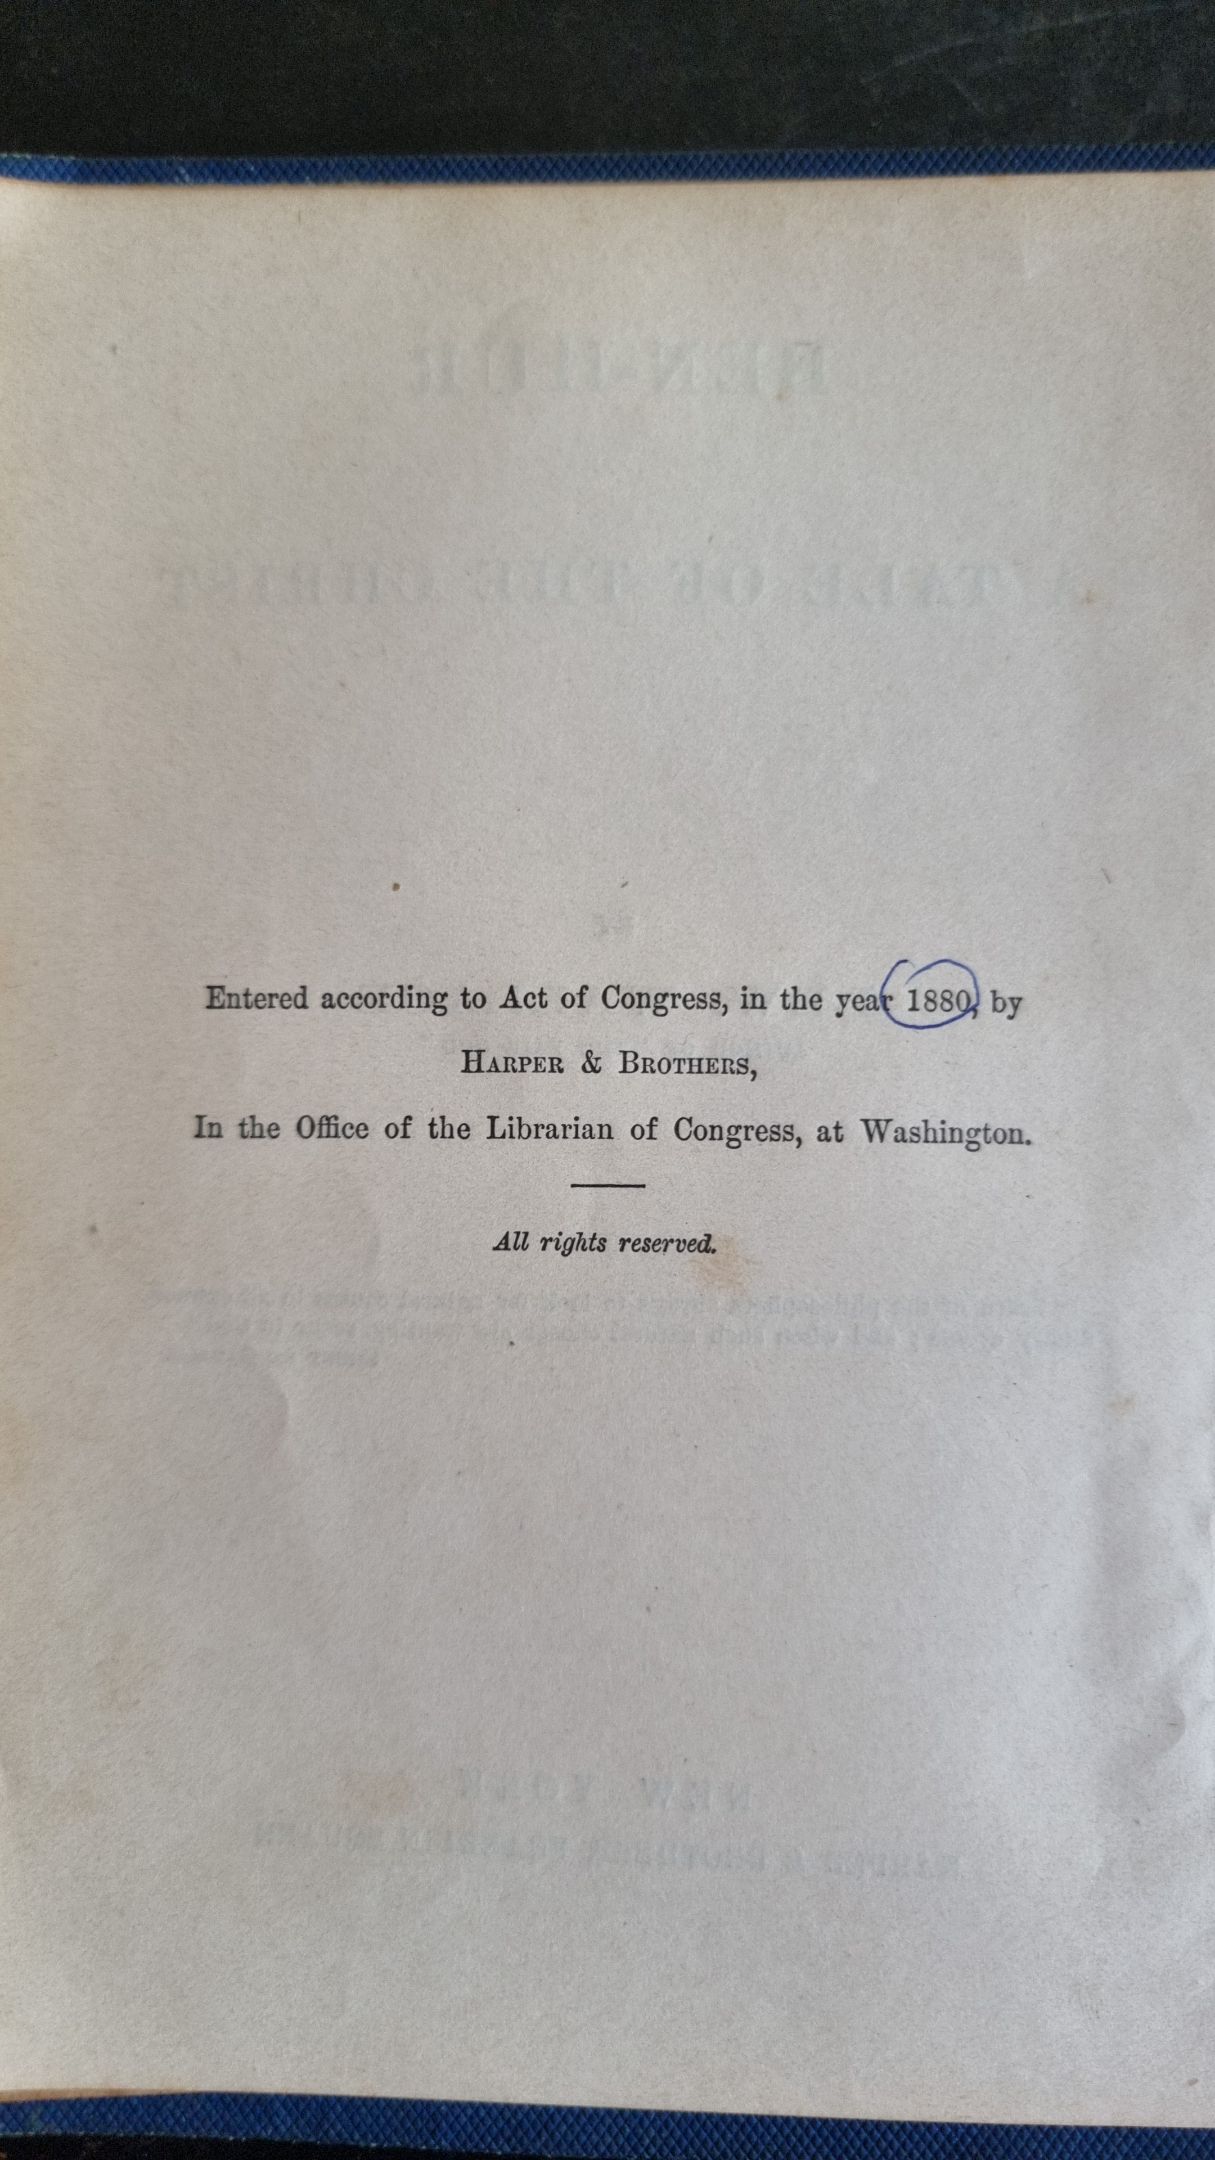 Entered according to Act of Congress, in the year 1880, by
HARPER & BROTHERS,
In the Office of the Librarian of Congress, at Washington.
All rights reserved.